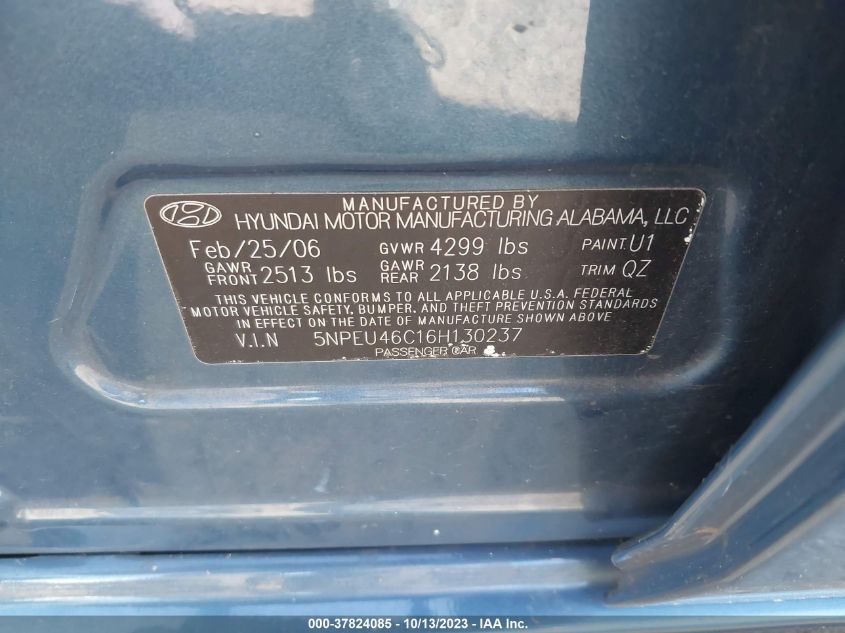 MANUFACTURED BY
HYUNDAI MOTOR MANUFACTURING ALABAMA, LLC
Feb/25/06 GVWR 4299 lbs PAINT. U1
GAWR FRONT 2513 lbs GAWR REAR 2138 lbs TRIM QZ
THIS VEHICLE CONFORMS TO ALL APPLICABLE U.S.A. FEDERAL
MOTOR VEHICLE SAFETY, BUMPER, AND THEFT PREVENTION STANDARDS
IN EFFECT ON THE DATE OF MANUFACTURE SHOWN ABOVE
V.I.N 5NPEU46C16H130237
PASSENGER CAR
000-37824085 - 10/13/2023 - IAA Inc.